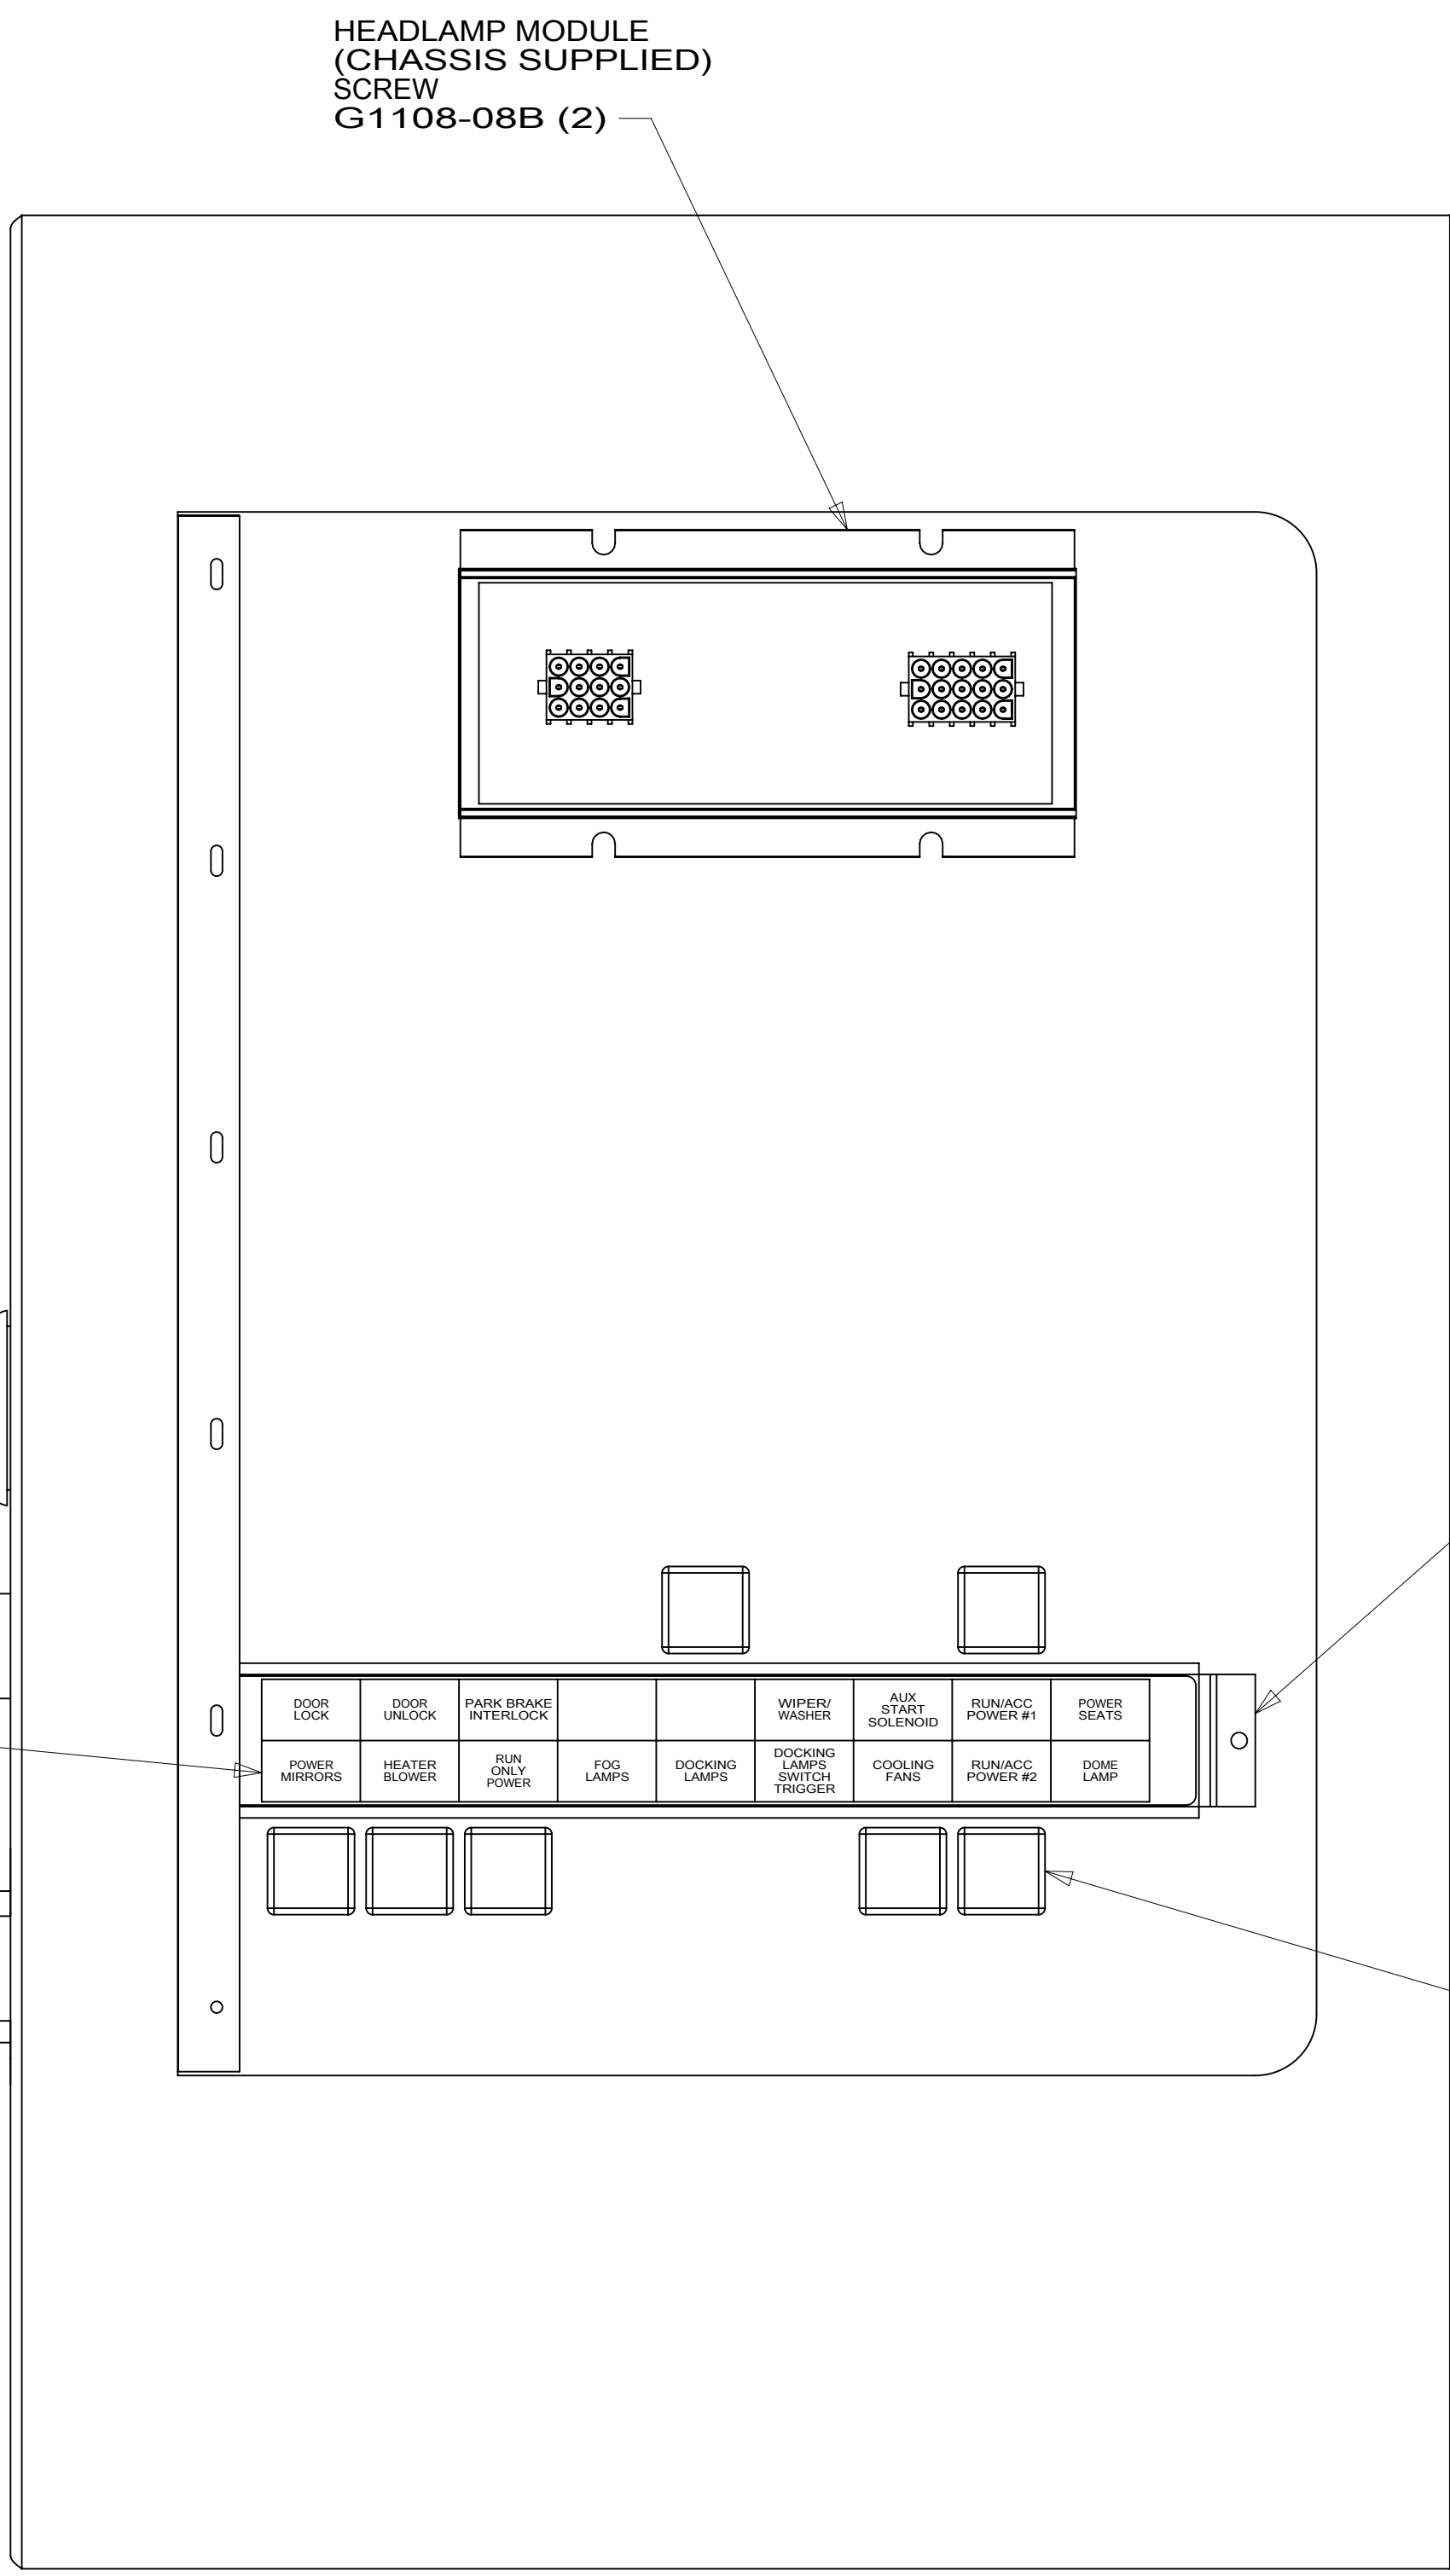 HEADLAMP MODULE
(CHASSIS SUPPLIED)
SCREW
G1108-08B (2)
DOOR
LOCK
DOOR
UNLOCK
PARK BRAKE
INTERLOCK
WIPER/
WASHER
AUX
START
SOLENOID
RUN/ACC
POWER #1
POWER
SEATS
POWER
MIRRORS
HEATER
BLOWER
RUN
ONLY
POWER
FOG
LAMPS
DOCKING
LAMPS
DOCKING
LAMPS
SWITCH
TRIGGER
COOLING
FANS
RUN/ACC
POWER #2
DOME
LAMP